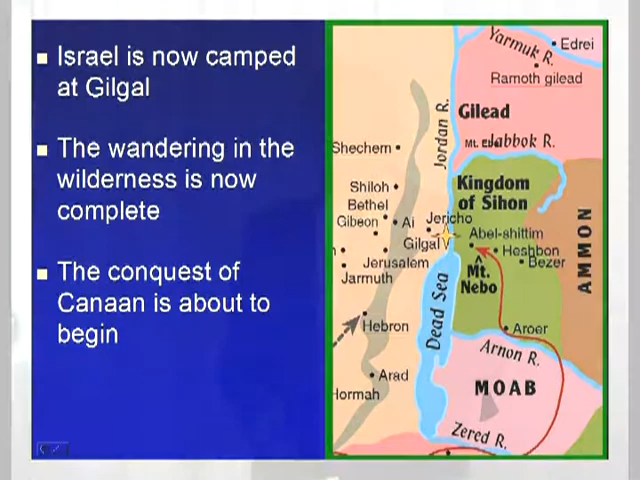 Israel is now camped
at Gilgal
The wandering in the
wilderness is now
complete
The conquest of
Canaan is about to
begin
Yarmuk R.
Edrei
Ramoth gilead
Jordan R.
Gilead
Mt.
Jabbok R.
Shechem
Kingdom
of Sihon
Shiloh
Bethel
Gibeon
Ai
Jericho
Gilgal
Abel-shittim
Heshbon
Bezer
AMMON
Jerusalem
Jarmuth
Mt.
Nebo
Dead Sea
Hebron
Aroer
Arnon R.
Arad
MOAB
Hormah
Zered R.